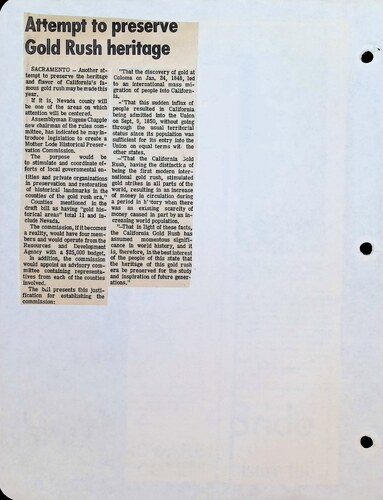 Attempt to preserve
Gold Rush heritage
SACRAMENTO — Another at-
tempt to preserve the heritage
and flavor of California's fa-
mous gold rush may be made this
year.
If it is, Nevada county will
be one of the areas on which
attention will be centered.
Assemblyman Eugene Chappie
now chairman of the rules com-
mittee, has indicated he may in-
troduce legislation to create a
Mother Lode Historical Preser-
vation Commission.
The purpose would be
to stimulate and coordinate ef-
forts of local governmental en-
tities and private organizations
in preservation and restoration
of historical landmarks in the
counties of the gold rush era."
Counties mentioned in the
draft bill as having "gold his-
torical areas" total 11 and in-
clude Nevada.
The commission, if it becomes
a reality, would have four mem-
bers and would operate from the
Resources and Development
Agency with a $25,000 budget.
In addition, the commission
would appoint an advisory com-
mittee containing representa-
tives from each of the counties
involved.
The bill presents this justi-
fication for establishing the
commission:
"That the discovery of gold at
Coloma on Jan. 24, 1848, led
to an international mass mi-
gration of people into Califor-
nia.
—"That this sudden influx of
people resulted in California
being admitted into the Union
on Sept. 9, 1850, without going
through the usual territorial
status since its population was
sufficient for its entry into the
Union on equal terms with the
other states.
—"That the California Gold
Rush, having the distinction of
being the first modern inter-
national gold rush, stimulated
gold strikes in all parts of the
world, resulting in an increase
of money in circulation during
a period in history when there
was an existing scarcity of
money caused in part by an in-
creasing world population.
"—That in light of these facts,
the California Gold Rush has
assumed momentous signifi-
cance in world history, and it
is, therefore, in the best interest
of the people of this state that
the heritage of this gold rush
era be preserved for the study
and inspiration of future gener-
ations."